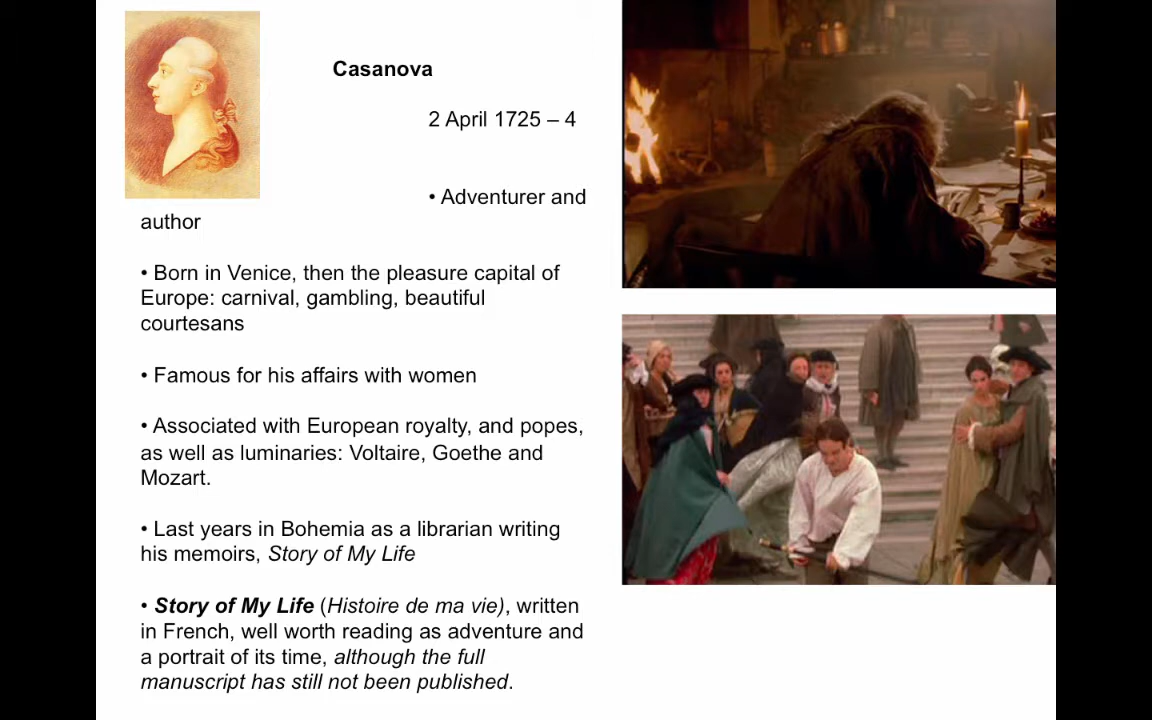 Casanova
2 April 1725 – 4
• Adventurer and
author
• Born in Venice, then the pleasure capital of
Europe: carnival, gambling, beautiful
courtesans
• Famous for his affairs with women
• Associated with European royalty, and popes,
as well as luminaries: Voltaire, Goethe and
Mozart.
• Last years in Bohemia as a librarian writing
his memoirs, Story of My Life
• Story of My Life (Histoire de ma vie), written
in French, well worth reading as adventure and
a portrait of its time, although the full
manuscript has still not been published.